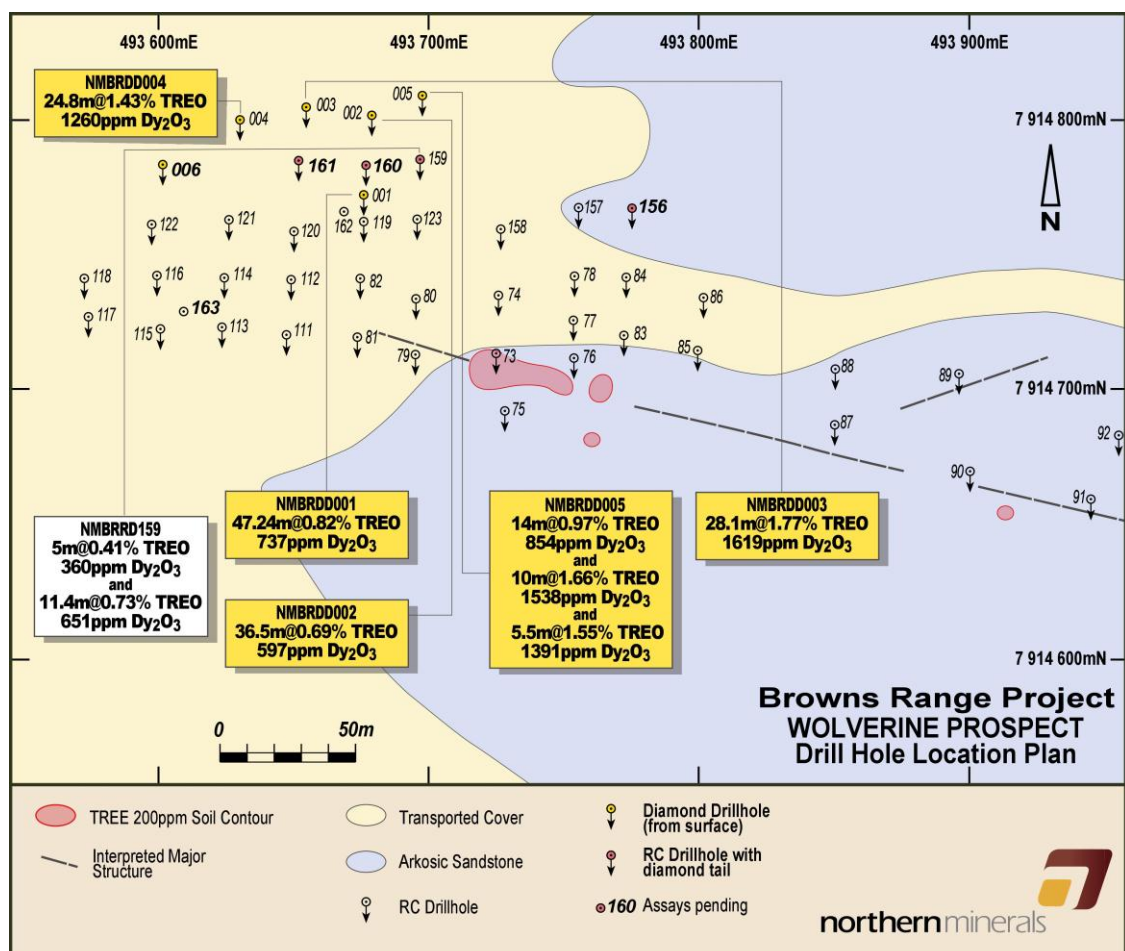 493 600mE
493 700mE
493 800mE
493 900mE
NMBRDD004
24.8m@1.43% TREO
1260ppm Dy₂O₃
004
003
002
005
7 914 800mN
006
161
160
159
001
157
156
N
122
121
120
162
119
123
158
118
116
114
112
82
80
74
78
84
86
163
117
115
113
111
81
79
73
77
76
83
85
88
89
7 914 700mN
75
87
92
90
91
NMBRRD159
5m@0.41% TREO
360ppm Dy₂O₃
and
11.4m@0.73% TREO
651ppm Dy₂O₃
NMBRDD001
47.24m@0.82% TREO
737ppm Dy₂O₃
NMBRDD002
36.5m@0.69% TREO
597ppm Dy₂O₃
NMBRDD005
14m@0.97% TREO
854ppm Dy₂O₃
and
10m@1.66% TREO
1538ppm Dy₂O₃
and
5.5m@1.55% TREO
1391ppm Dy₂O₃
NMBRDD003
28.1m@1.77% TREO
1619ppm Dy₂O₃
7 914 600mN
0 50m
Browns Range Project
WOLVERINE PROSPECT
Drill Hole Location Plan
TREE 200ppm Soil Contour
Interpreted Major
Structure
Transported Cover
Arkosic Sandstone
RC Drillhole
Diamond Drillhole
(from surface)
RC Drillhole with
diamond tail
160 Assays pending
northernminerals